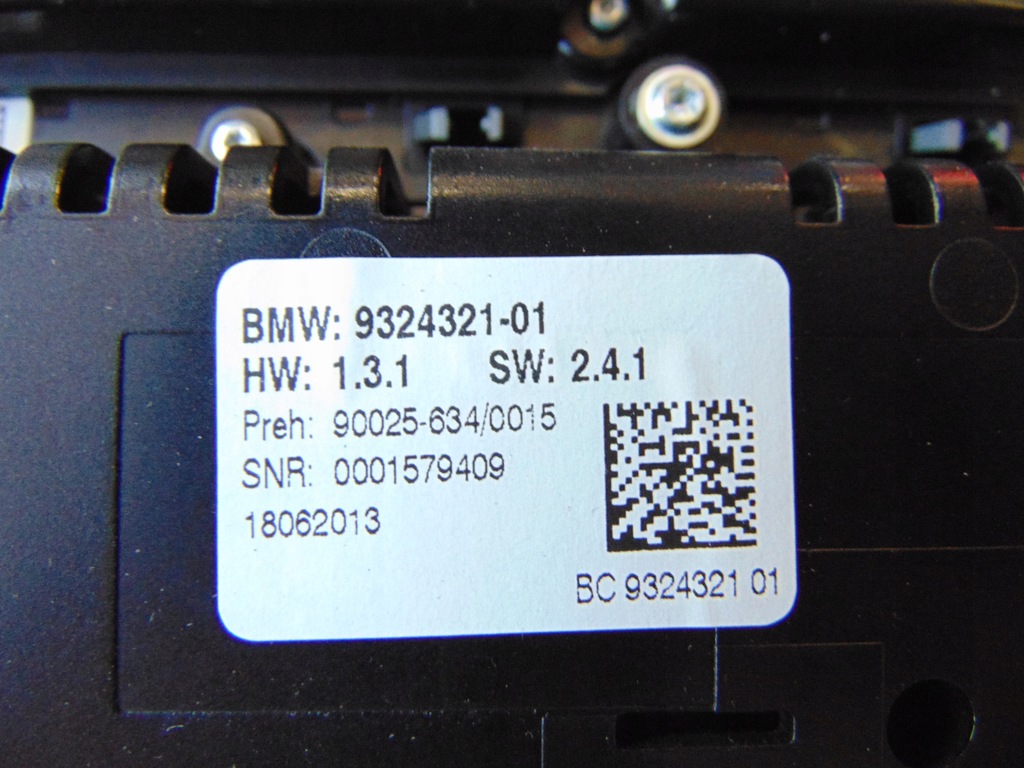 BMW: 9324321-01
HW: 1.3.1 SW: 2.4.1
Preh: 90025-634/0015
SNR: 0001579409
18062013
BC 9324321 01